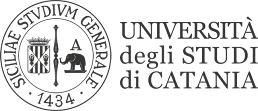 SICILIAE STVDIVM GENERALE
· 1434 ·
A
UNIVERSITÀ
degli STUDI
di CATANIA